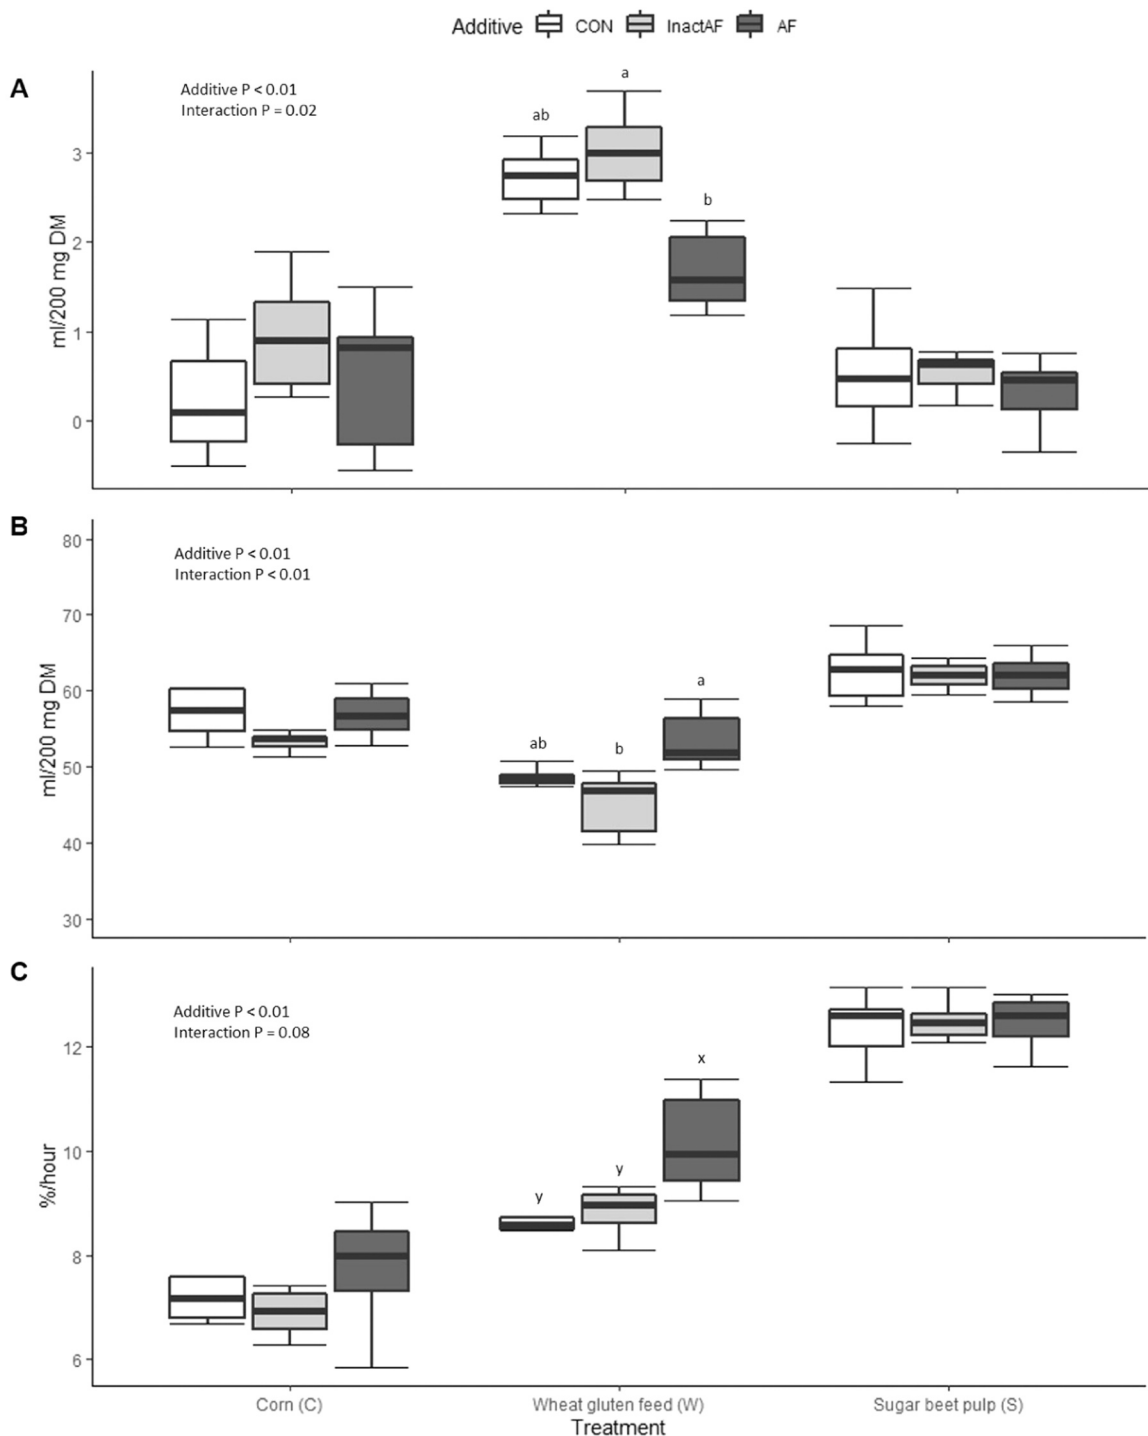 Additive CON InactAF AF
A
Additive P < 0.01
Interaction P = 0.02
a
ab
b
3
2
1
0
ml/200 mg DM
B
Additive P < 0.01
Interaction P < 0.01
a
ab
b
80
70
60
50
40
30
ml/200 mg DM
C
Additive P < 0.01
Interaction P = 0.08
x
y
y
12
10
8
6
%/hour
Corn (C) Wheat gluten feed (W) Sugar beet pulp (S)
Treatment